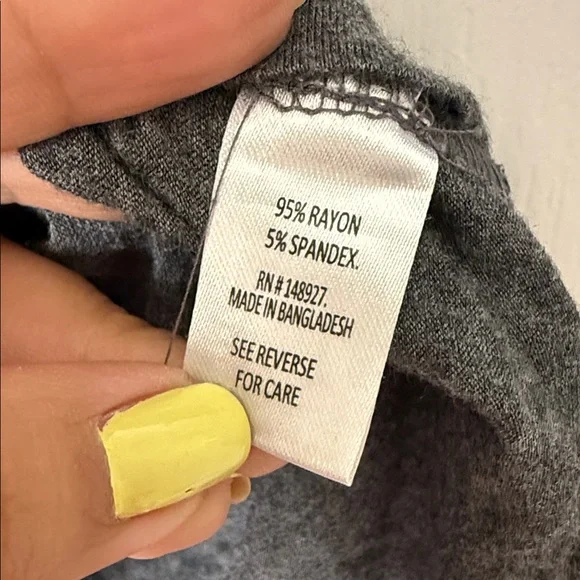 95% RAYON
5% SPANDEX.
RN # 148927.
MADE IN BANGLADESH
SEE REVERSE
FOR CARE